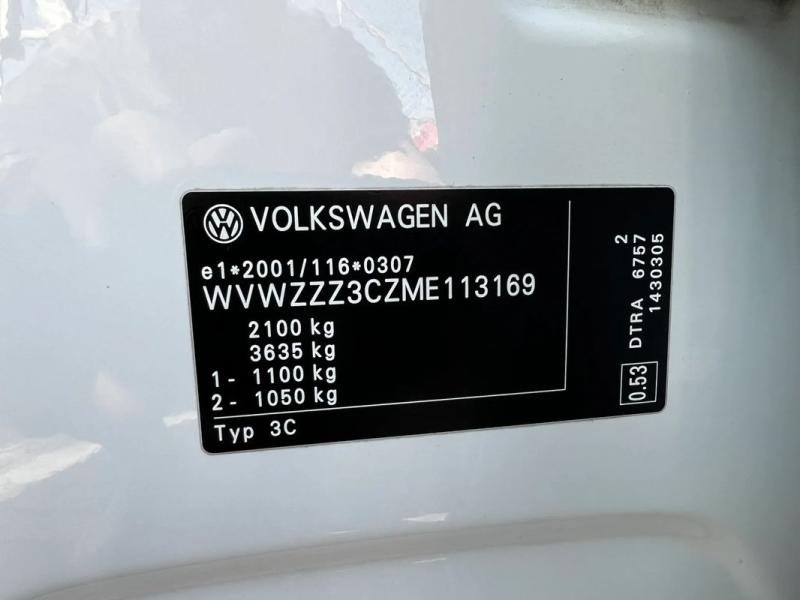 VOLKSWAGEN AG
e1*2001/116*0307
WVWZZZ3CZME113169
2100 kg
3635 kg
1- 1100 kg
2- 1050 kg
Typ 3C
2
DTRA 6757
1430305
0.53